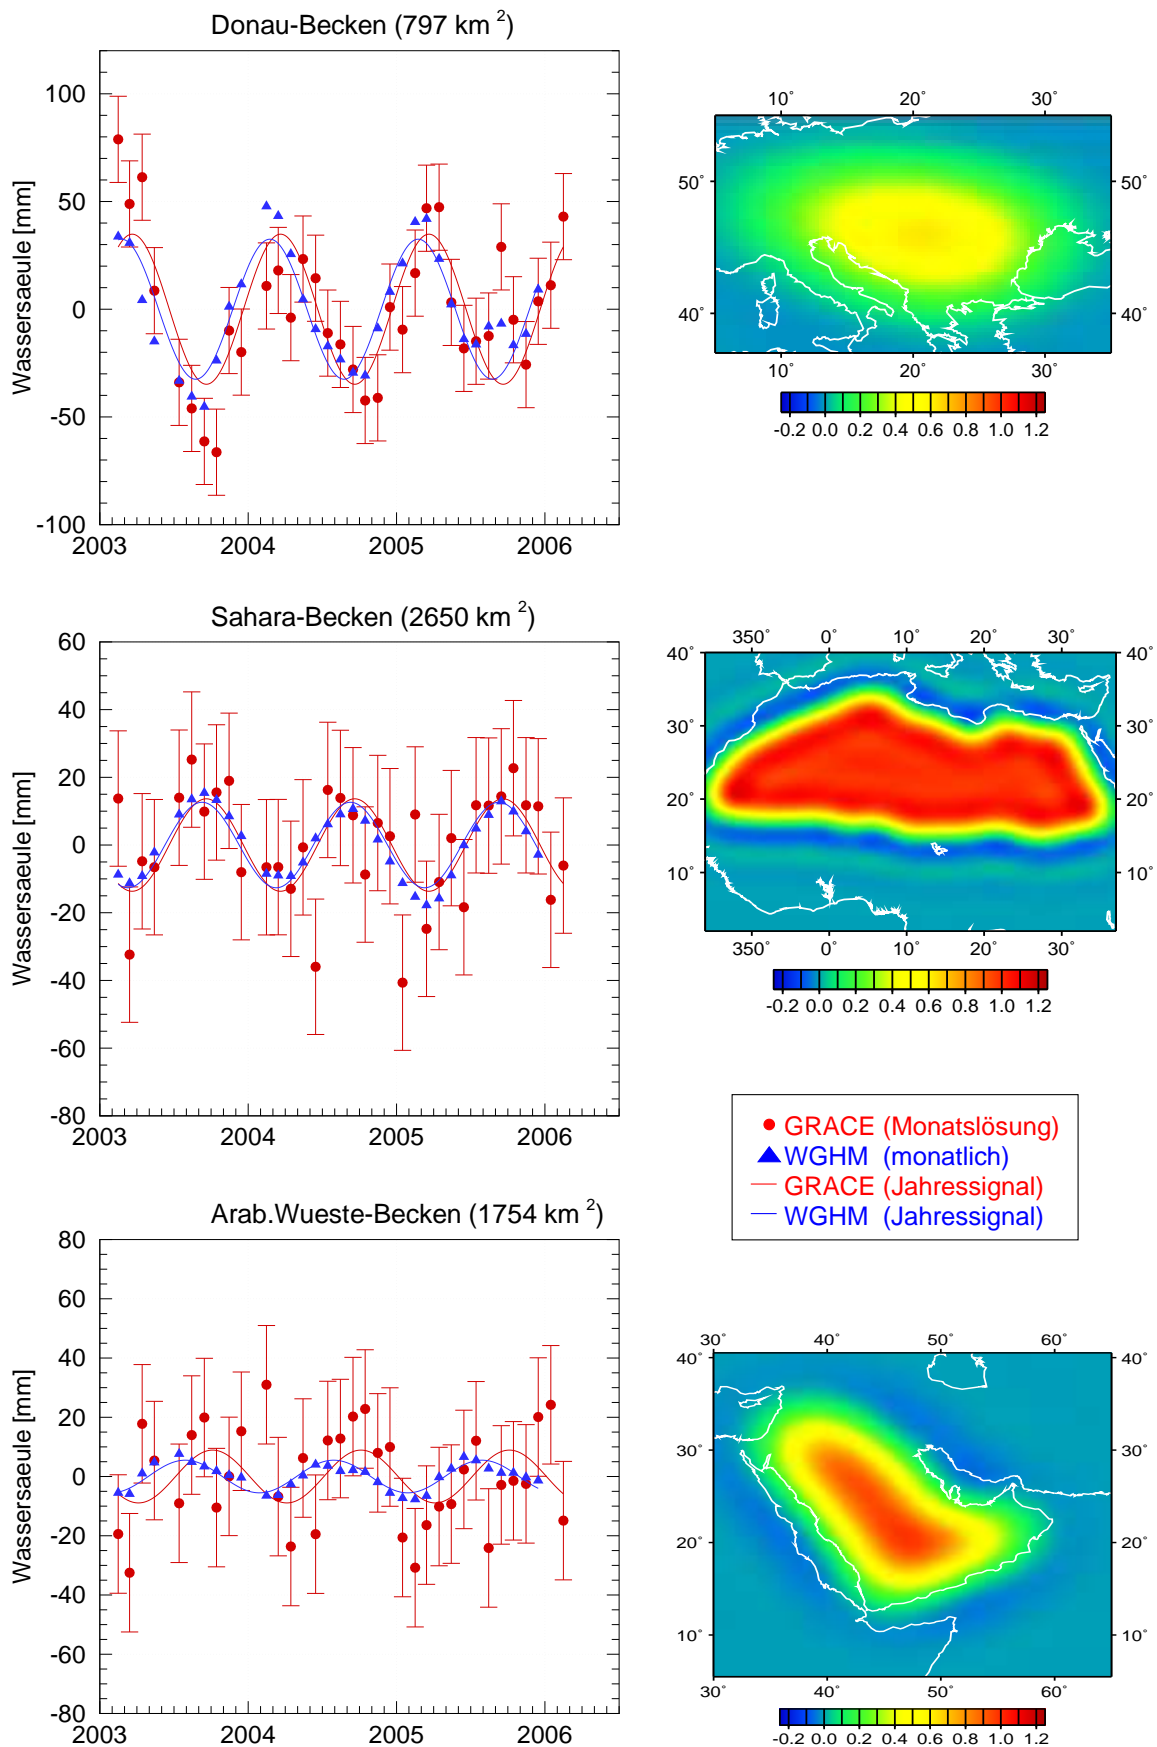 Donau-Becken (797 km 2)
Wassersaeule [mm]
100
50
0
-50
-100
2003 2004 2005 2006
10° 20° 30°
50° 50°
40° 40°
10° 20° 30°
-0.2 0.0 0.2 0.4 0.6 0.8 1.0 1.2
Sahara-Becken (2650 km 2)
Wassersaeule [mm]
60
40
20
0
-20
-40
-60
-80
2003 2004 2005 2006
350° 0° 10° 20° 30°
40° 40°
30° 30°
20° 20°
10° 10°
350° 0° 10° 20° 30°
-0.2 0.0 0.2 0.4 0.6 0.8 1.0 1.2
GRACE (Monatslösung)
WGHM (monatlich)
GRACE (Jahressignal)
WGHM (Jahressignal)
Arab.Wueste-Becken (1754 km 2)
Wassersaeule [mm]
80
60
40
20
0
-20
-40
-60
-80
2003 2004 2005 2006
30° 40° 50° 60°
40° 40°
30° 30°
20° 20°
10° 10°
30° 40° 50° 60°
-0.2 0.0 0.2 0.4 0.6 0.8 1.0 1.2